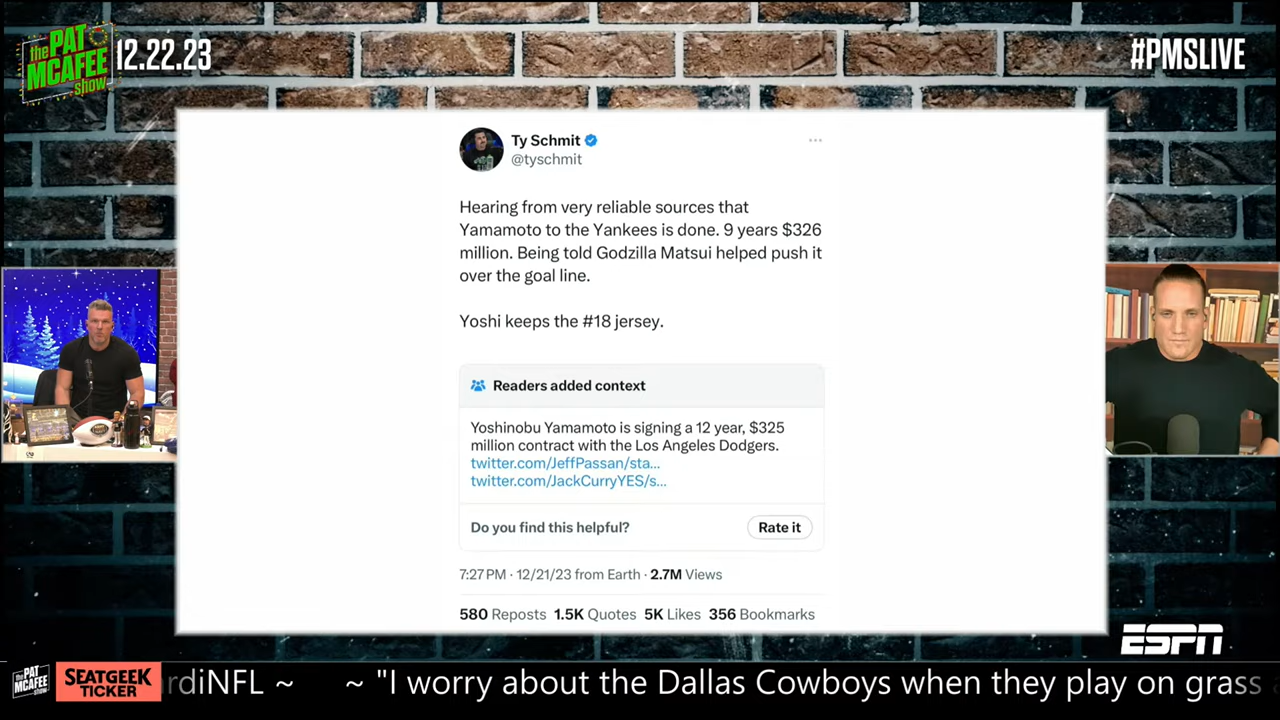 the PAT MCAFEE show
12.22.23
#PMSLIVE
Ty Schmit
@tyschmit
Hearing from very reliable sources that
Yamamoto to the Yankees is done. 9 years $326
million. Being told Godzilla Matsui helped push it
over the goal line.
Yoshi keeps the #18 jersey.
Readers added context
Yoshinobu Yamamoto is signing a 12 year, $325
million contract with the Los Angeles Dodgers.
twitter.com/JeffPassan/sta...
twitter.com/JackCurryYES/s...
Do you find this helpful?
Rate it
7:27 PM · 12/21/23 from Earth · 2.7M Views
580 Reposts 1.5K Quotes 5K Likes 356 Bookmarks
ESPN
the PAT MCAFEE show
SEATGEEK
TICKER
rdiNFL ~ ~ "I worry about the Dallas Cowboys when they play on grass